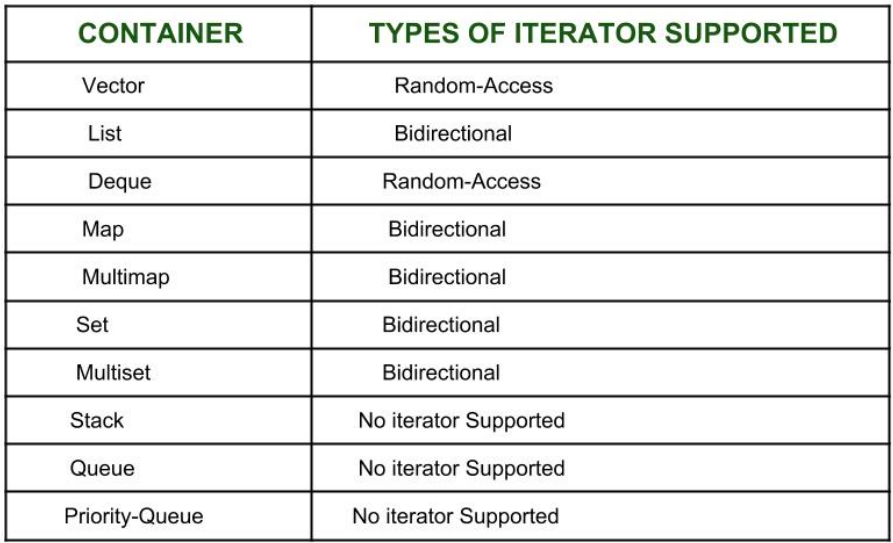 CONTAINER TYPES OF ITERATOR SUPPORTED
Vector Random-Access
List Bidirectional
Deque Random-Access
Map Bidirectional
Multimap Bidirectional
Set Bidirectional
Multiset Bidirectional
Stack No iterator Supported
Queue No iterator Supported
Priority-Queue No iterator Supported